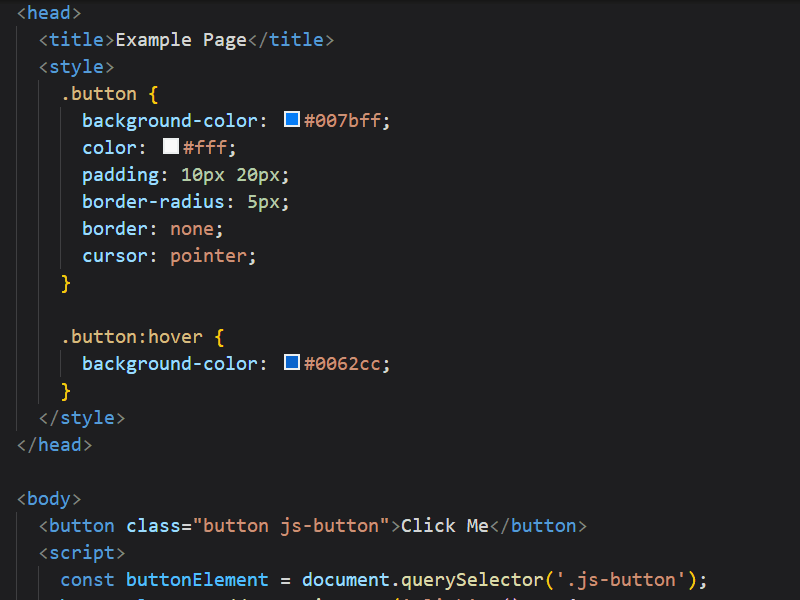 <head>
<title>Example Page</title>
<style>
.button {
background-color: #007bff;
color: #fff;
padding: 10px 20px;
border-radius: 5px;
border: none;
cursor: pointer;
}
.button:hover {
background-color: #0062cc;
}
</style>
</head>
<body>
<button class="button js-button">Click Me</button>
<script>
const buttonElement = document.querySelector('.js-button');